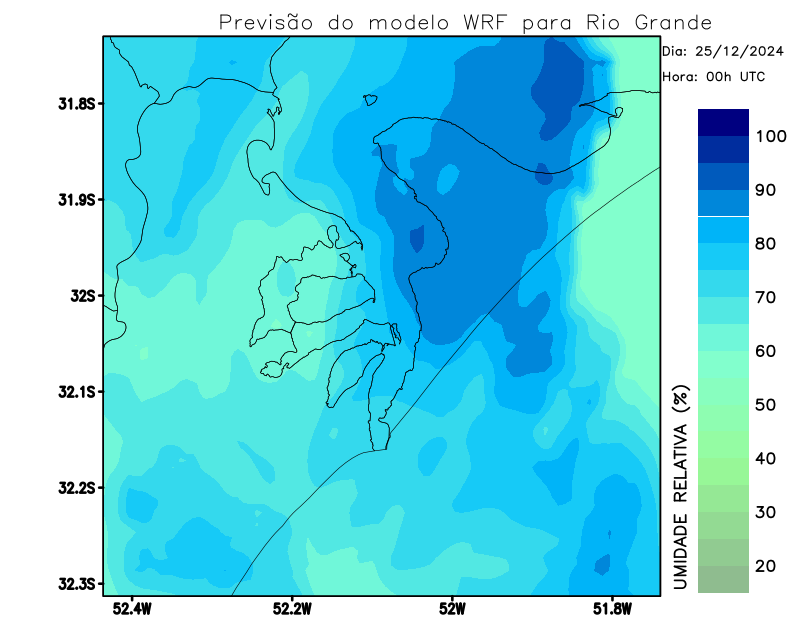 Previsão do modelo WRF para Rio Grande
Dia: 25/12/2024
Hora: 00h UTC
31.8S
31.9S
32S
32.1S
32.2S
32.3S
52.4W
52.2W
52W
51.8W
100
90
80
70
60
50
40
30
20
UMIDADE RELATIVA (%)